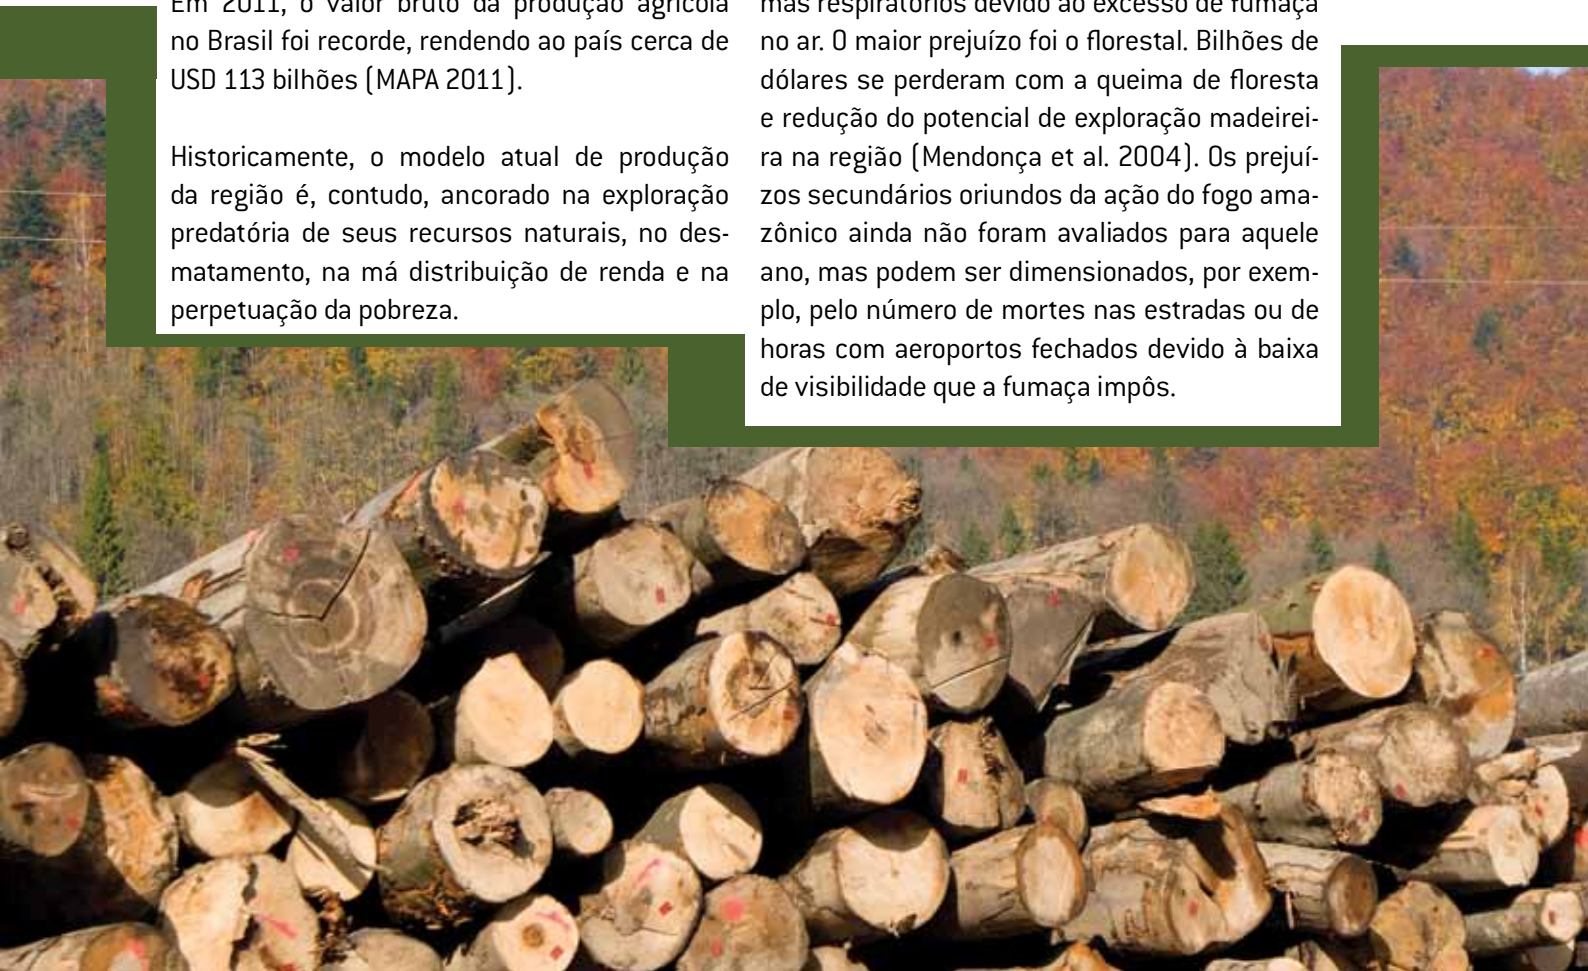 Em 2011, o valor bruto da produção agrícola
no Brasil foi recorde, rendendo ao país cerca de
USD 113 bilhões (MAPA 2011).
Historicamente, o modelo atual de produção
da região é, contudo, ancorado na exploração
predatória de seus recursos naturais, no des-
matamento, na má distribuição de renda e na
perpetuação da pobreza.
mas respiratórios devido ao excesso de fumaça
no ar. O maior prejuízo foi o florestal. Bilhões de
dólares se perderam com a queima de floresta
e redução do potencial de exploração madeirei-
ra na região (Mendonça et al. 2004). Os prejuí-
zos secundários oriundos da ação do fogo ama-
zônico ainda não foram avaliados para aquele
ano, mas podem ser dimensionados, por exem-
plo, pelo número de mortes nas estradas ou de
horas com aeroportos fechados devido à baixa
de visibilidade que a fumaça impôs.